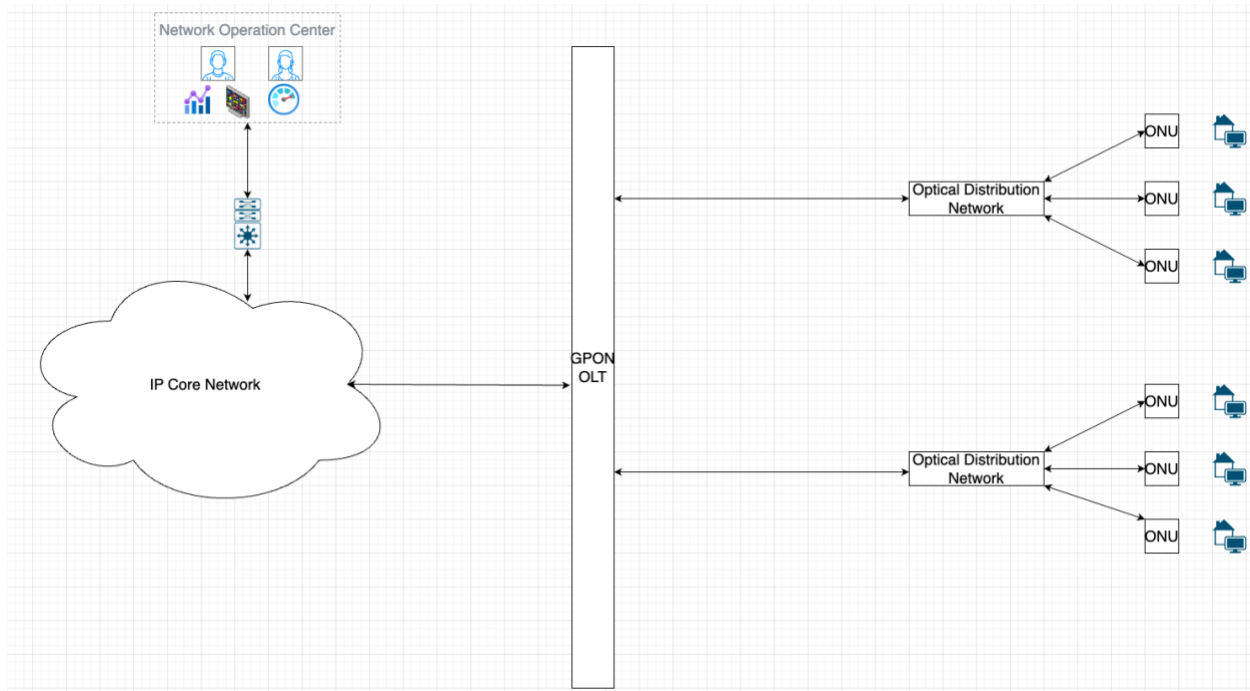 Network Operation Center
IP Core Network
GPON
OLT
Optical Distribution
Network
ONU
ONU
ONU
Optical Distribution
Network
ONU
ONU
ONU